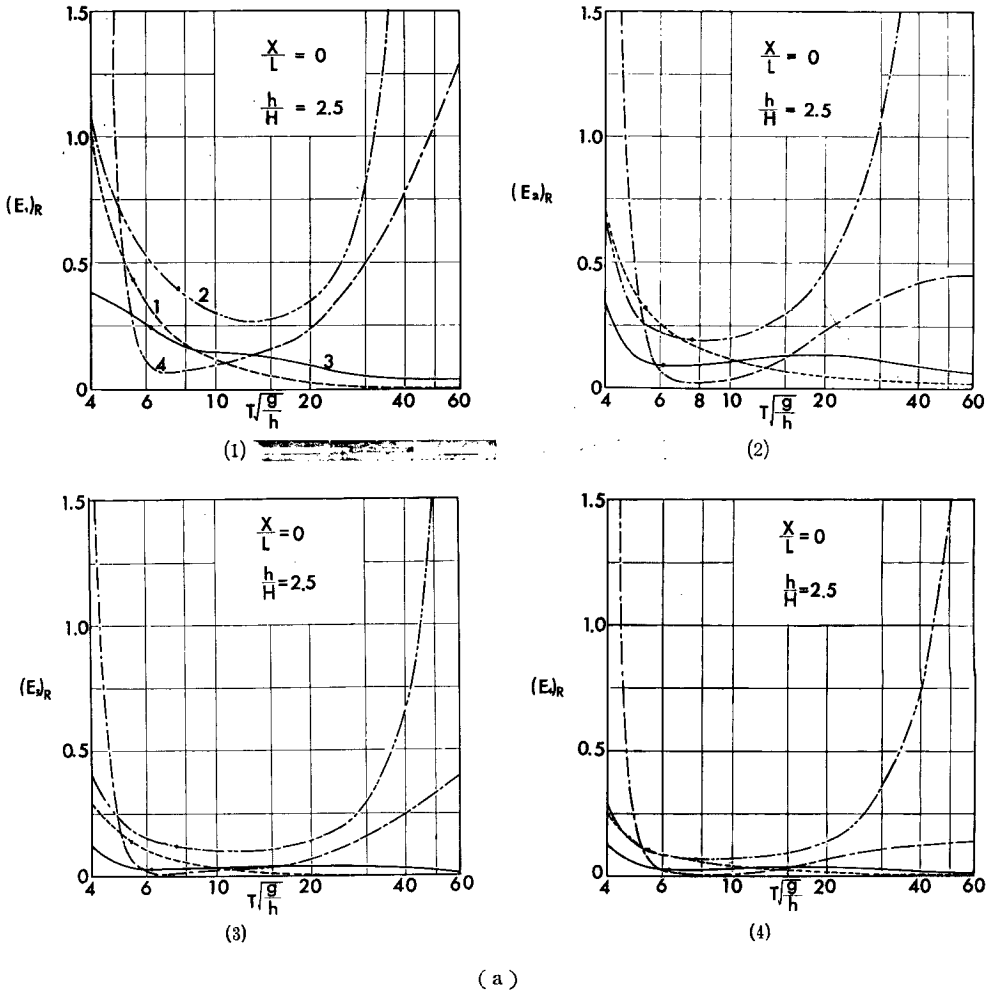 1.5
1.0
0.5
0
(E₁)R
X/L = 0
h/H = 2.5
1
2
3
4
4 6 10 20 40 60
T√g/h
(1)
1.5
1.0
0.5
0
(E₂)R
X/L = 0
h/H = 2.5
4 6 8 10 20 40 60
T√g/h
(2)
1.5
1.0
0.5
0
(E₃)R
X/L =0
h/H =2.5
4 6 10 20 40 60
T√g/h
(3)
1.5
1.0
0.5
0
(E₄)R
X/L =0
h/H =2.5
4 6 10 20 40 60
T√g/h
(4)
(a)